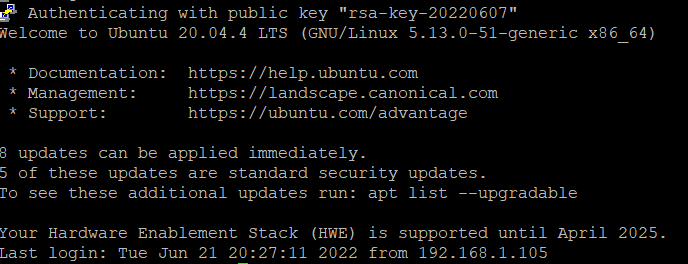 Authenticating with public key "rsa-key-20220607"
Welcome to Ubuntu 20.04.4 LTS (GNU/Linux 5.13.0-51-generic x86_64)
* Documentation: https://help.ubuntu.com
* Management: https://landscape.canonical.com
* Support: https://ubuntu.com/advantage
8 updates can be applied immediately.
5 of these updates are standard security updates.
To see these additional updates run: apt list --upgradable
Your Hardware Enablement Stack (HWE) is supported until April 2025.
Last login: Tue Jun 21 20:27:11 2022 from 192.168.1.105